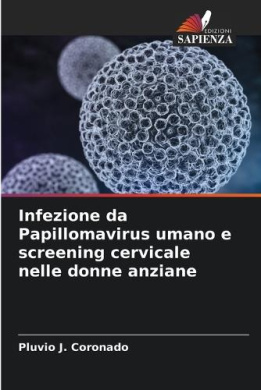 EDIZIONI
SAPIENZA
Infezione da
Papillomavirus umano e
screening cervicale
nelle donne anziane
Pluvio J. Coronado